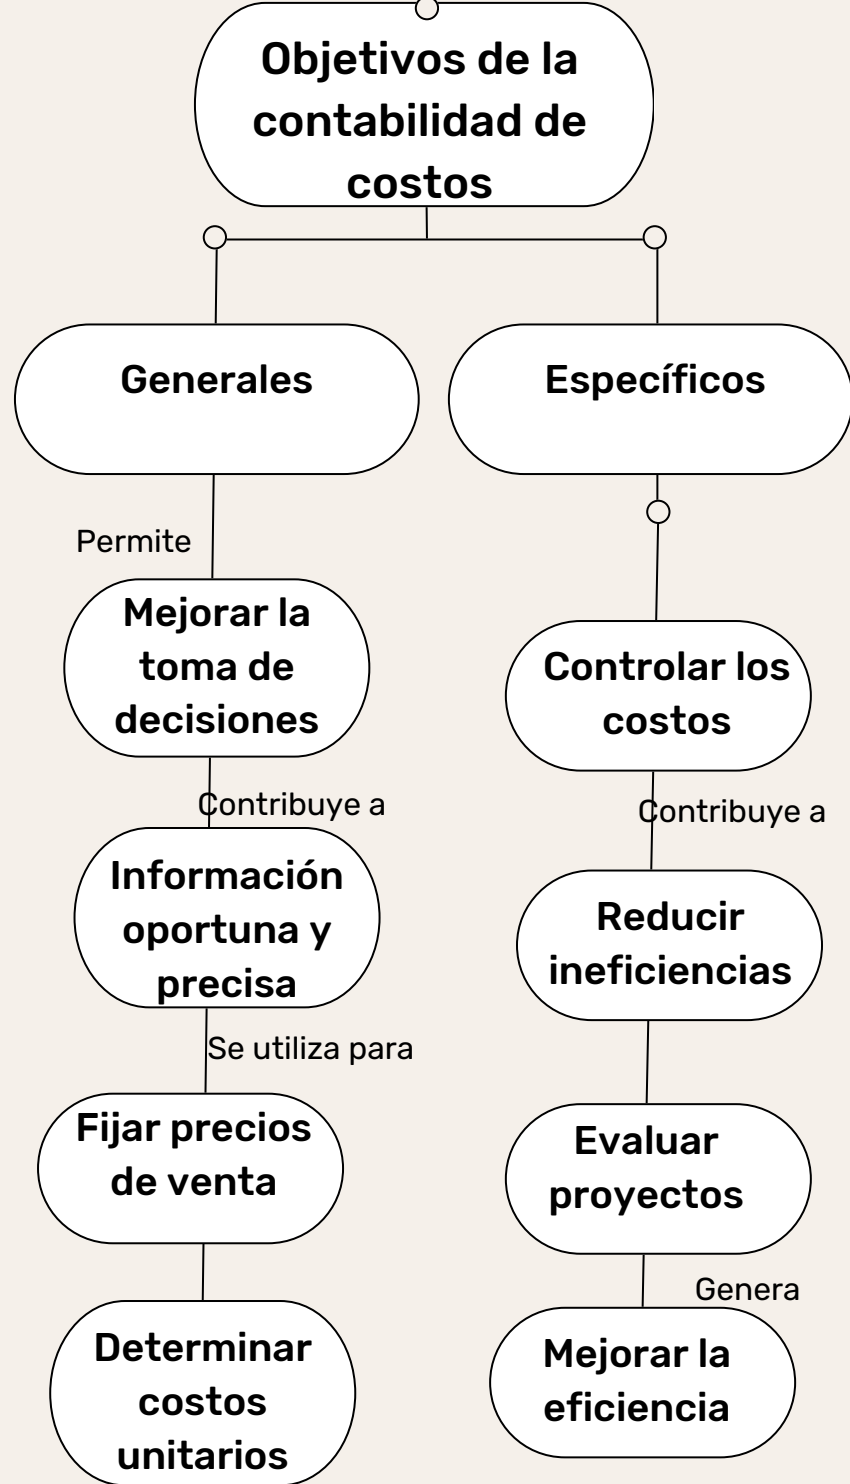 Objetivos de la
contabilidad de
costos
Generales
Específicos
Permite
Mejorar la
toma de
decisiones
Contribuye a
Información
oportuna y
precisa
Se utiliza para
Fijar precios
de venta
Determinar
costos
unitarios
Controlar los
costos
Contribuye a
Reducir
ineficiencias
Evaluar
proyectos
Genera
Mejorar la
eficiencia